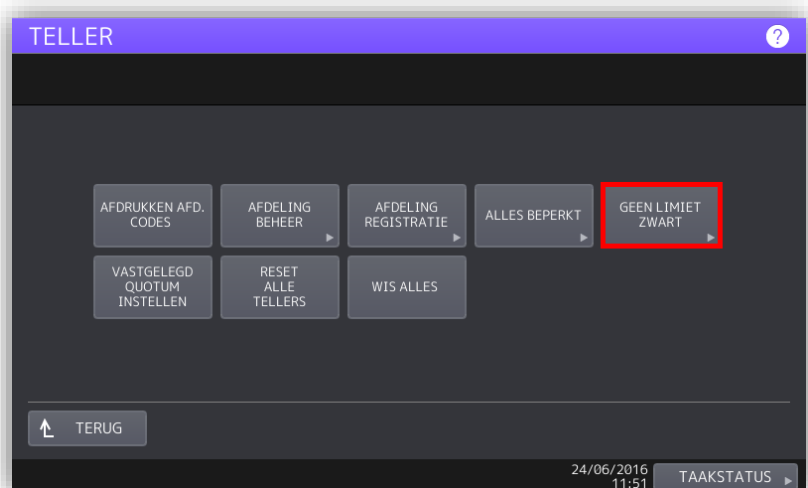 TELLER
?
AFDRUKKEN AFD.
CODES
AFDELING
BEHEER
AFDELING
REGISTRATIE
ALLES BEPERKT
GEEN LIMIET
ZWART
VASTGELEGD
QUOTUM
INSTELLEN
RESET
ALLE
TELLERS
WIS ALLES
TERUG
24/06/2016
11:51
TAAKSTATUS